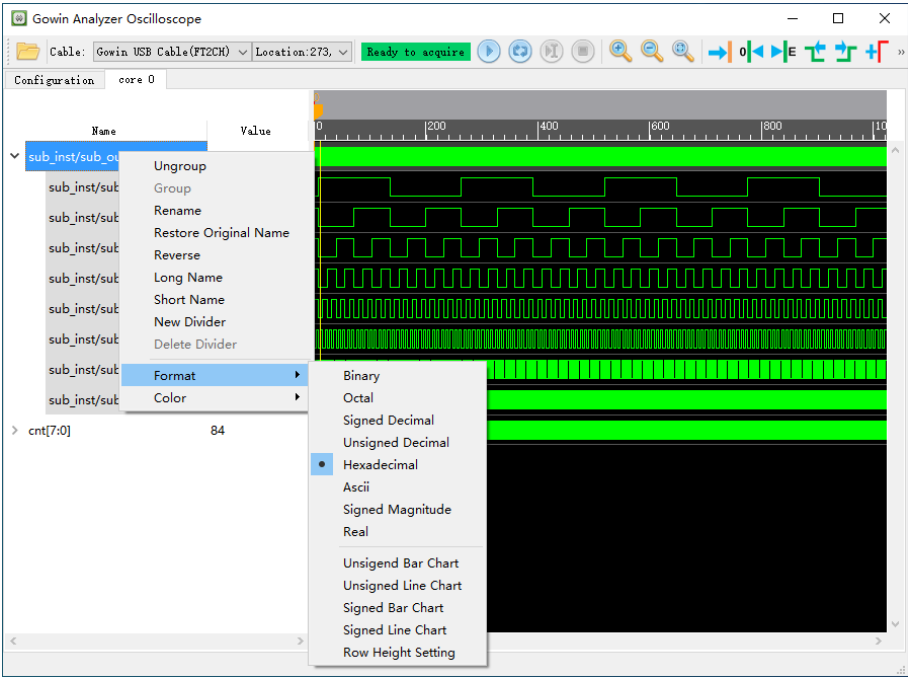 Gowin Analyzer Oscilloscope
Cable: Gowin USB Cable(FT2CH) Location:273, Ready to acquire 0 E »
Configuration core 0
Name Value 0 200 400 600 800 10
sub_inst/sub_ou
Ungroup
sub_inst/sub
Group
Rename
sub_inst/sub
Restore Original Name
sub_inst/sub
Reverse
sub_inst/sub
Long Name
Short Name
sub_inst/sub
New Divider
sub_inst/sub
Delete Divider
sub_inst/sub
Format
Binary
sub_inst/sub
Color
Octal
Signed Decimal
cnt[7:0] 84
Unsigned Decimal
Hexadecimal
Ascii
Signed Magnitude
Real
Unsigend Bar Chart
Unsigned Line Chart
Signed Bar Chart
Signed Line Chart
Row Height Setting